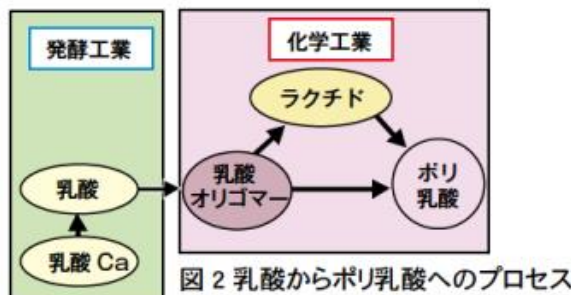 発酵工業
化学工業
ラクチド
乳酸
オリゴマー
ポリ
乳酸
乳酸
乳酸 Ca
図 2 乳酸からポリ乳酸へのプロセス